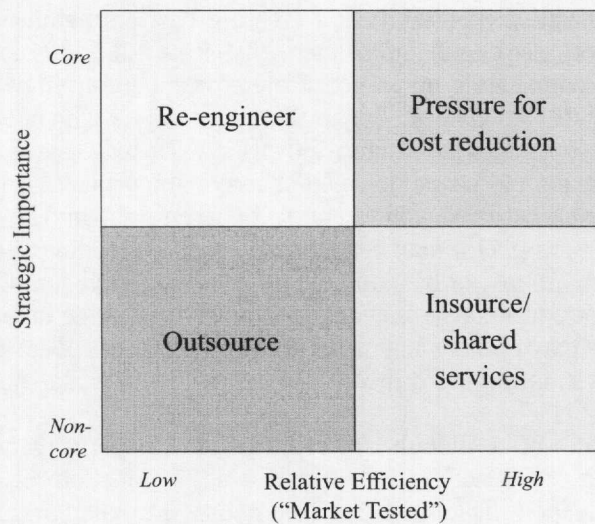 Core
Re-engineer
Pressure for
cost reduction
Strategic Importance
Outsource
Insource/
shared
services
Non-
core
Low
Relative Efficiency
High
("Market Tested")